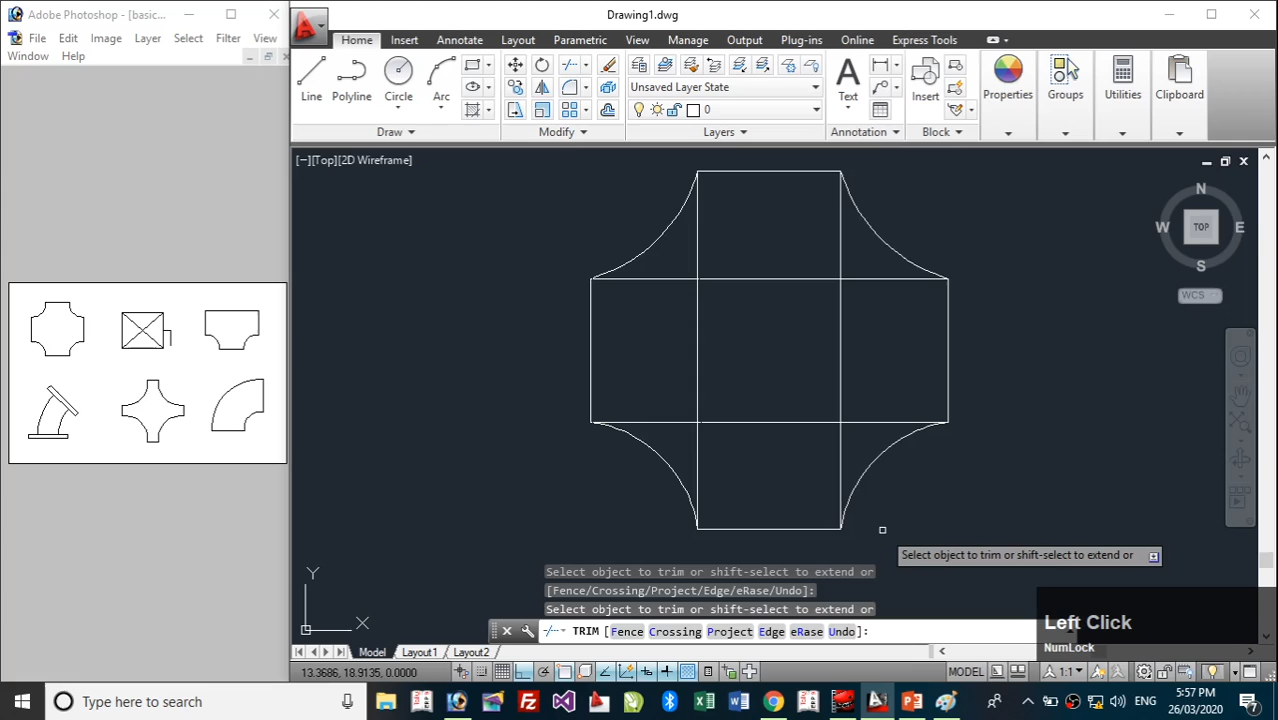 Adobe Photoshop - [basic...
File Edit Image Layer Select Filter View
Window Help
Drawing1.dwg
Home Insert Annotate Layout Parametric View Manage Output Plug-ins Online Express Tools
Line Polyline Circle Arc
Unsaved Layer State
0
Text Insert Properties Groups Utilities Clipboard
Draw Modify Layers Annotation Block
[−][Top][2D Wireframe]
N
W TOP E
S
WCS
Select object to trim or shift-select to extend or
Y
X
Select object to trim or shift-select to extend or
[Fence/Crossing/Project/Edge/eRase/Undo]:
Select object to trim or shift-select to extend or
TRIM [Fence Crossing Project Edge eRase Undo]:
Left Click
NumLock
Model Layout1 Layout2
13.3686, 18.9135, 0.0000
MODEL 1:1
Type here to search
ENG
5:57 PM
26/03/2020
7